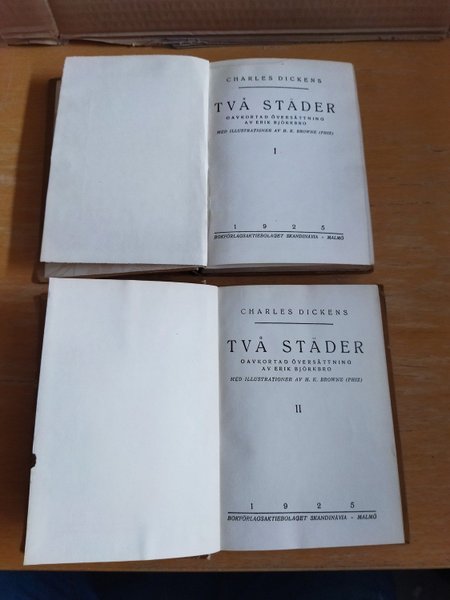 CHARLES DICKENS
TVÅ STÄDER
OAVKORTAD ÖVERSÄTTNING
AV ERIK BJÖRKBRO
MED ILLUSTRATIONER AV H. K. BROWNE (PHIZ)
I
1 9 2 5
BOKFÖRLAGSAKTIEBOLAGET SKANDINAVIA - MALMÖ
CHARLES DICKENS
TVÅ STÄDER
OAVKORTAD ÖVERSÄTTNING
AV ERIK BJÖRKBRO
MED ILLUSTRATIONER AV H. K. BROWNE (PHIZ)
II
1 9 2 5
BOKFÖRLAGSAKTIEBOLAGET SKANDINAVIA - MALMÖ